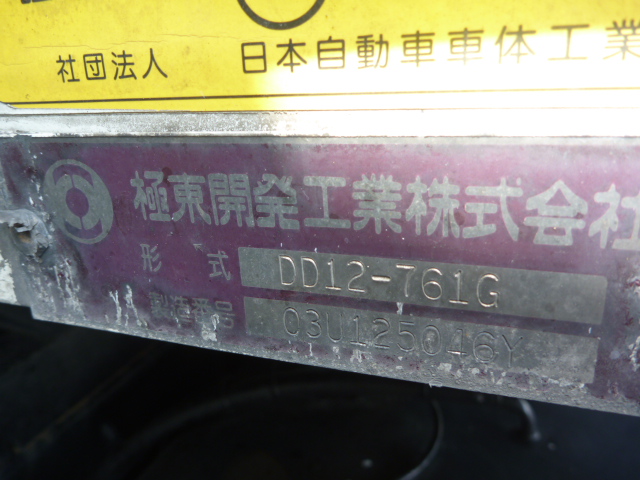 社団法人 日本自動車車体工業
極東開発工業株式会社
形式 DD12-761G
製造番号 03U125046Y